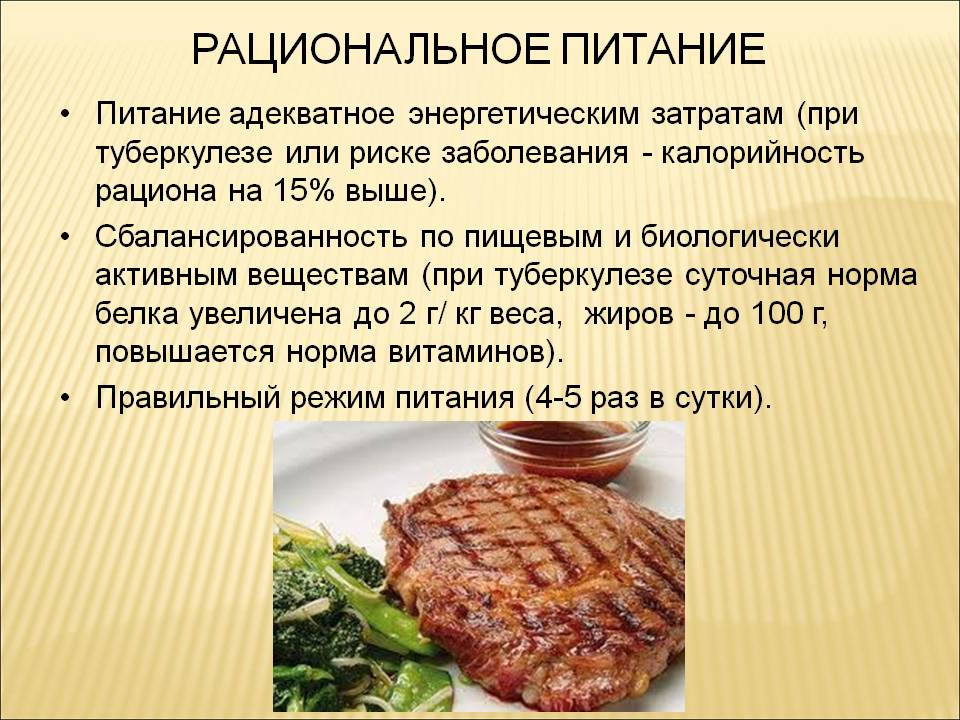 РАЦИОНАЛЬНОЕ ПИТАНИЕ
• Питание адекватное энергетическим затратам (при
туберкулезе или риске заболевания - калорийность
рациона на 15% выше).
• Сбалансированность по пищевым и биологически
активным веществам (при туберкулезе суточная норма
белка увеличена до 2 г/ кг веса, жиров - до 100 г,
повышается норма витаминов).
• Правильный режим питания (4-5 раз в сутки).